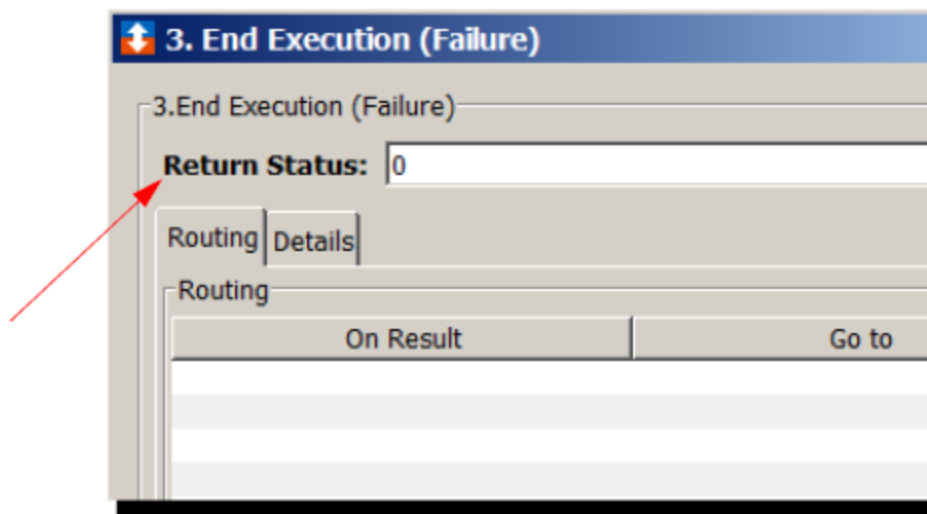 3. End Execution (Failure)
3.End Execution (Failure)
Return Status: 0
Routing Details
Routing
On Result Go to